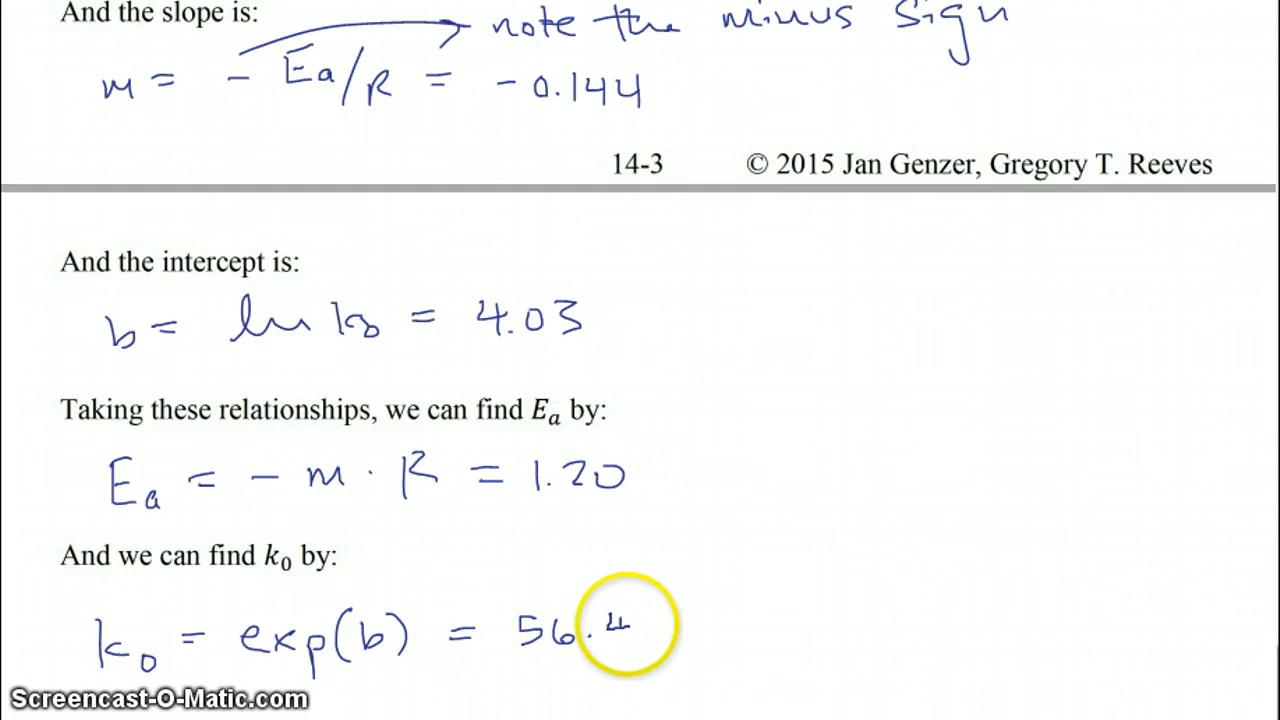 And the slope is:
note the minus sign
m = - Ea/R = -0.144
14-3 © 2015 Jan Genzer, Gregory T. Reeves
And the intercept is:
b = ln k₀ = 4.03
Taking these relationships, we can find Eₐ by:
Eₐ = - m · R = 1.20
And we can find k₀ by:
k₀ = exp(b) = 56.4
Screencast-O-Matic.com